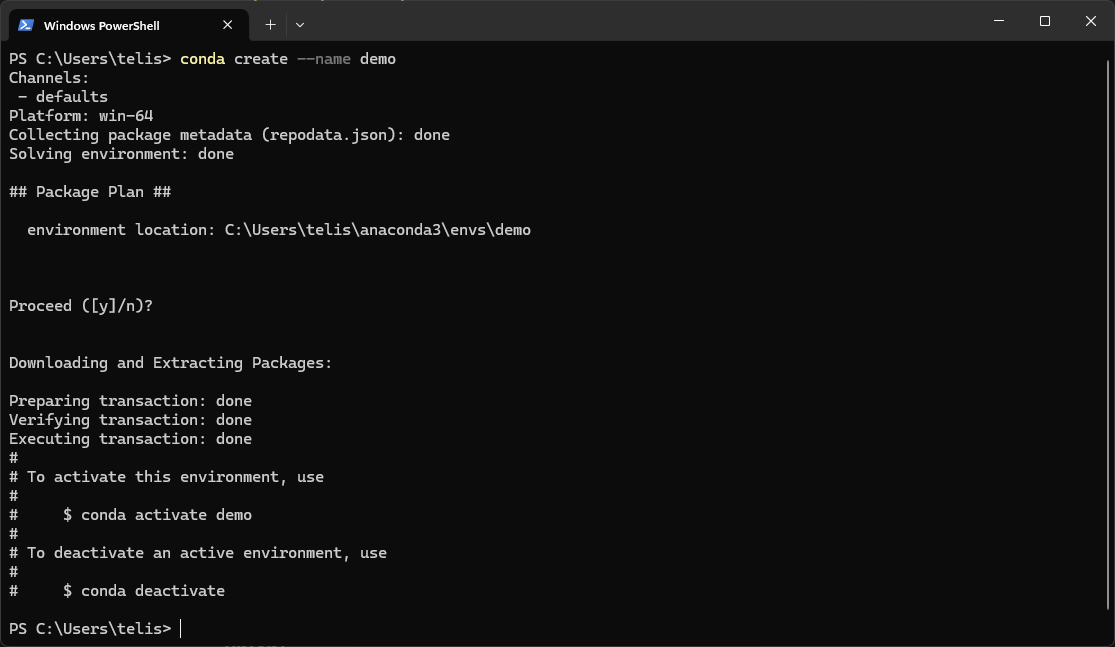 Windows PowerShell
PS C:\Users\telis> conda create --name demo
Channels:
 - defaults
Platform: win-64
Collecting package metadata (repodata.json): done
Solving environment: done
## Package Plan ##
  environment location: C:\Users\telis\anaconda3\envs\demo
Proceed ([y]/n)?
Downloading and Extracting Packages:
Preparing transaction: done
Verifying transaction: done
Executing transaction: done
#
# To activate this environment, use
#
#     $ conda activate demo
#
# To deactivate an active environment, use
#
#     $ conda deactivate
PS C:\Users\telis>